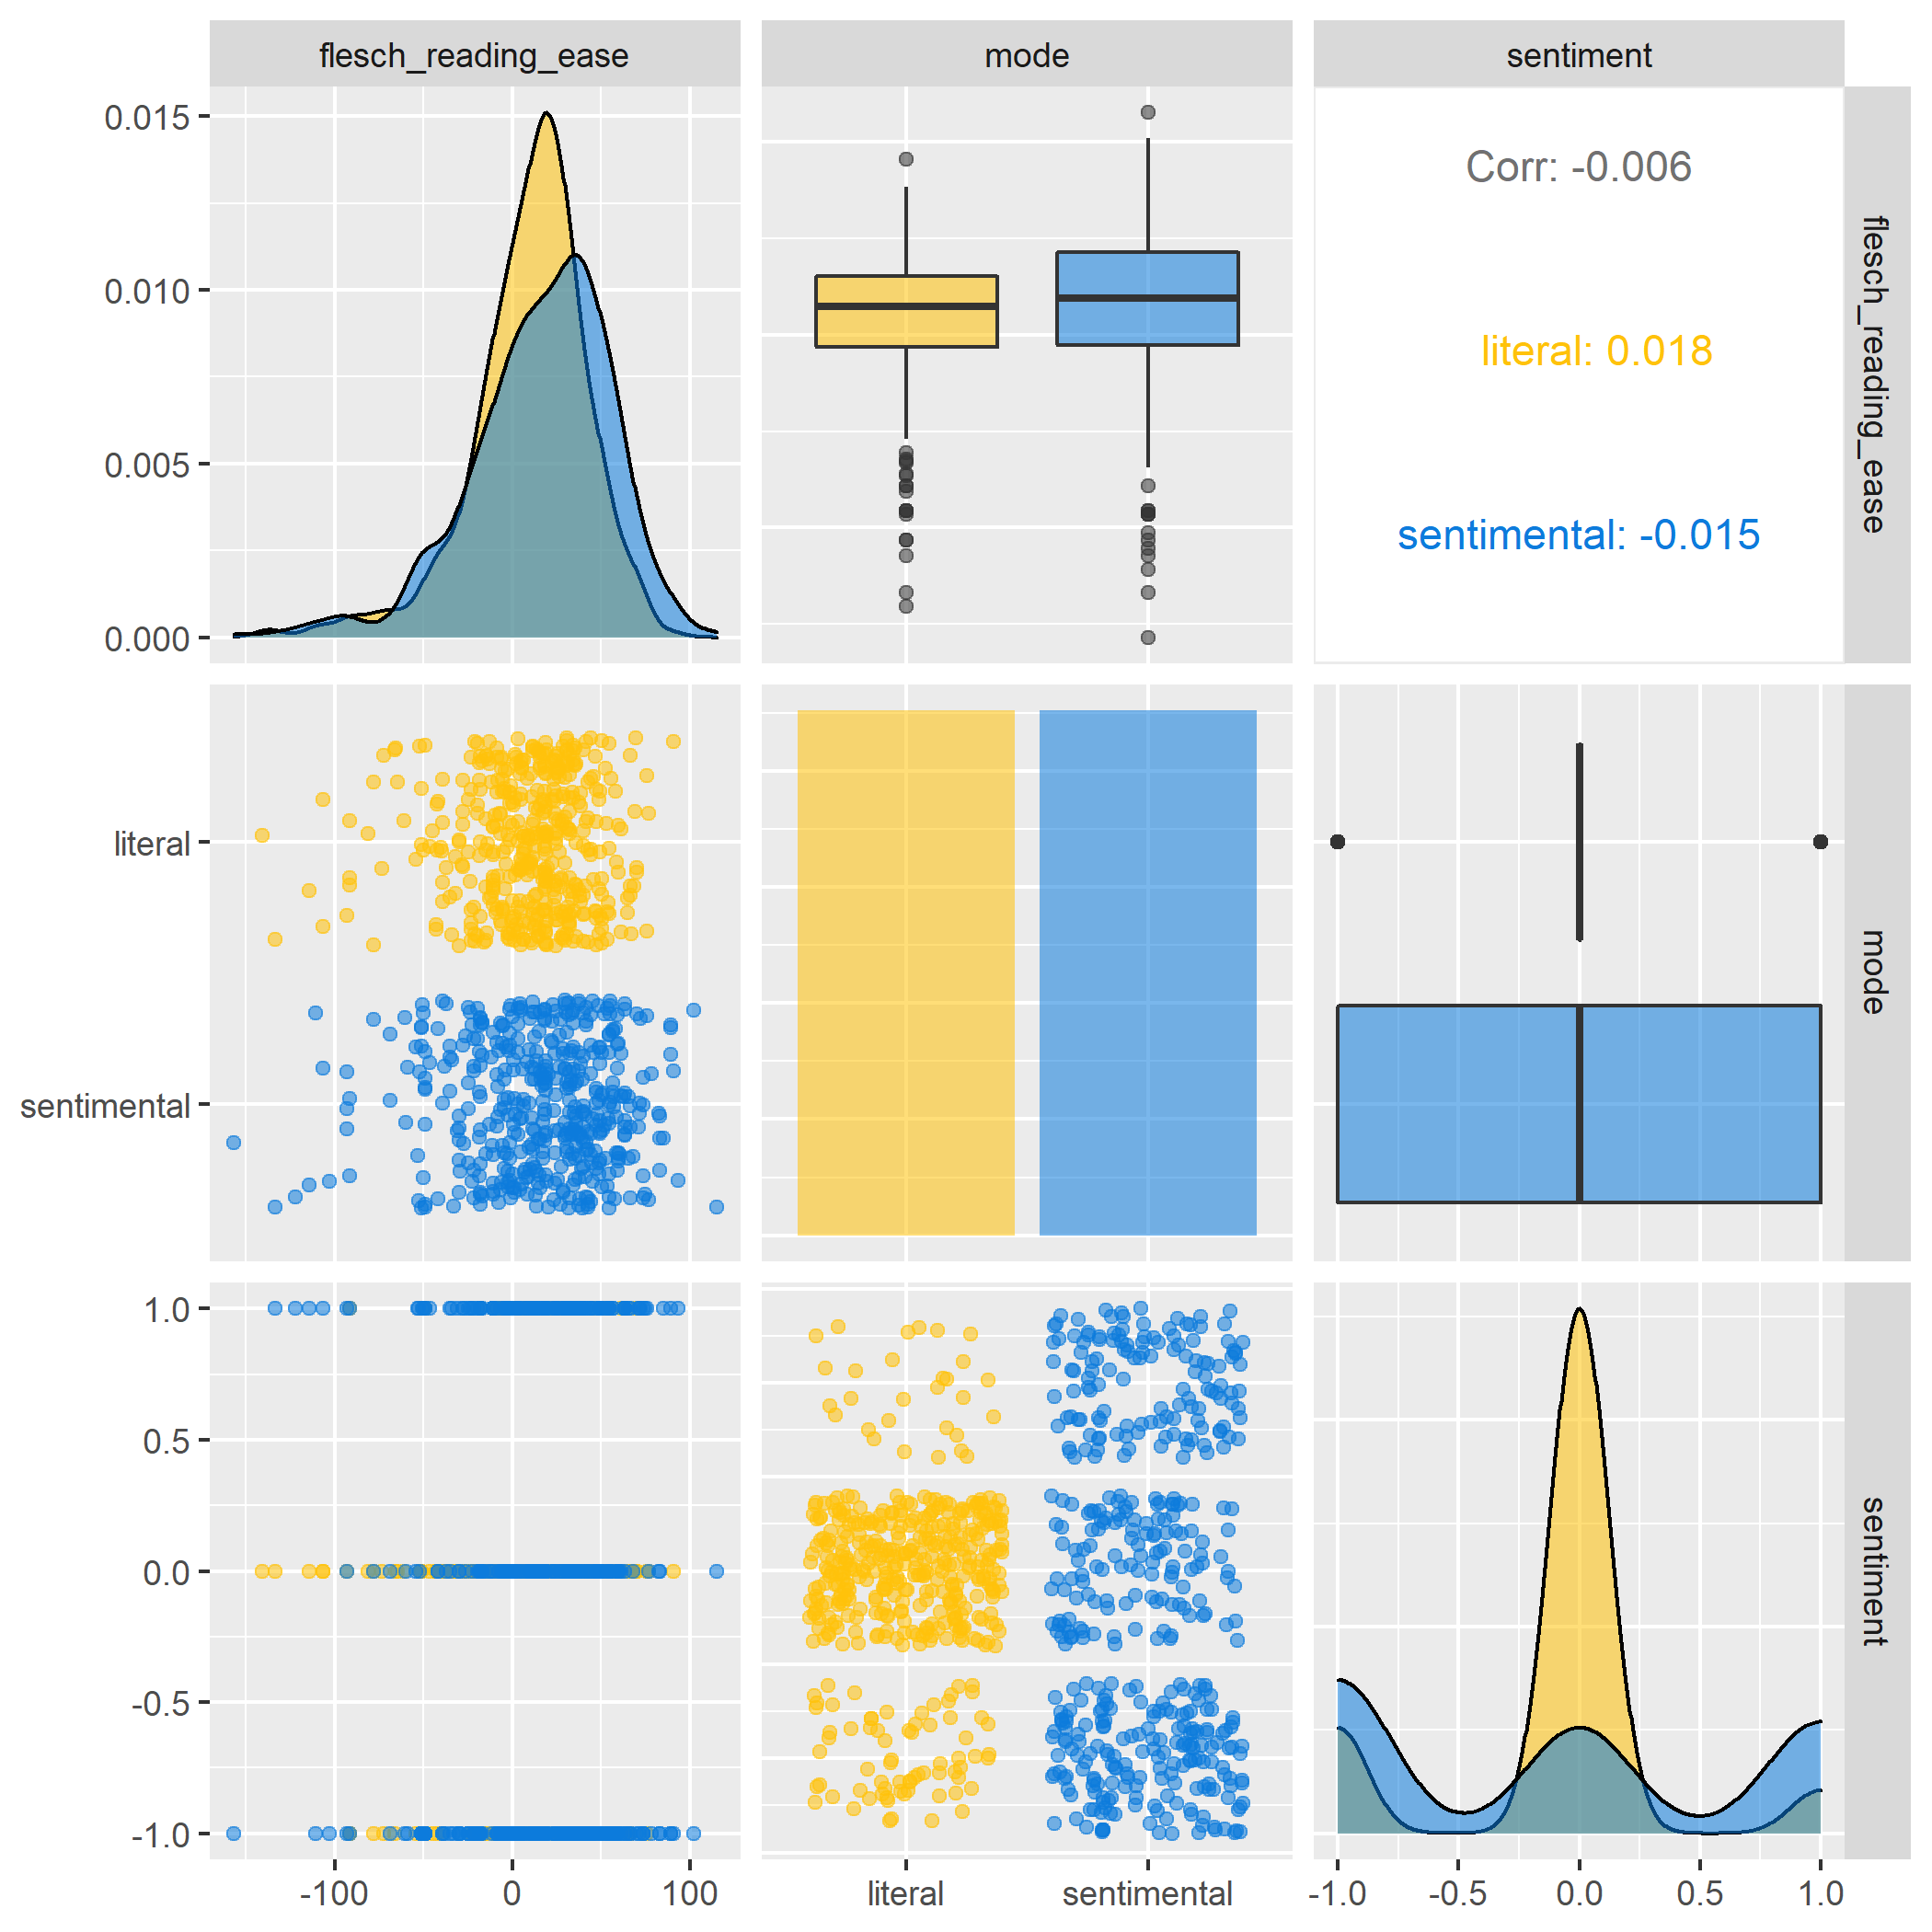 flesch_reading_ease
mode
sentiment
0.015
0.010
0.005
0.000
Corr: -0.006
literal: 0.018
sentimental: -0.015
flesch_reading_ease
literal
sentimental
mode
1.0
0.5
0.0
-0.5
-1.0
sentiment
-100
0
100
literal
sentimental
-1.0
-0.5
0.0
0.5
1.0